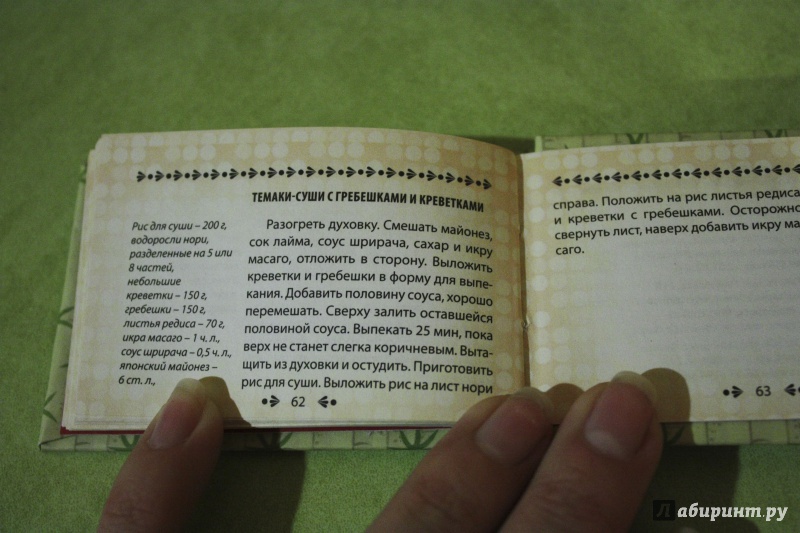 ТЕМАКИ-СУШИ С ГРЕБЕШКАМИ И КРЕВЕТКАМИ
Рис для суши – 200 г,
водоросли нори,
разделенные на 5 или
8 частей,
небольшие
креветки – 150 г,
гребешки – 150 г,
листья редиса – 70 г,
икра масаго – 1 ч. л.,
соус шрирача – 0,5 ч. л.,
японский майонез –
6 ст. л.,
Разогреть духовку. Смешать майонез,
сок лайма, соус шрирача, сахар и икру
масаго, отложить в сторону. Выложить
креветки и гребешки в форму для выпе-
кания. Добавить половину соуса, хорошо
перемешать. Сверху залить оставшейся
половиной соуса. Выпекать 25 мин, пока
верх не станет слегка коричневым. Выта-
щить из духовки и остудить. Приготовить
рис для суши. Выложить рис на лист нори
62
справа. Положить на рис листья редиса
и креветки с гребешками. Осторожно
свернуть лист, наверх добавить икру ма-
саго.
63
Лабиринт.ру